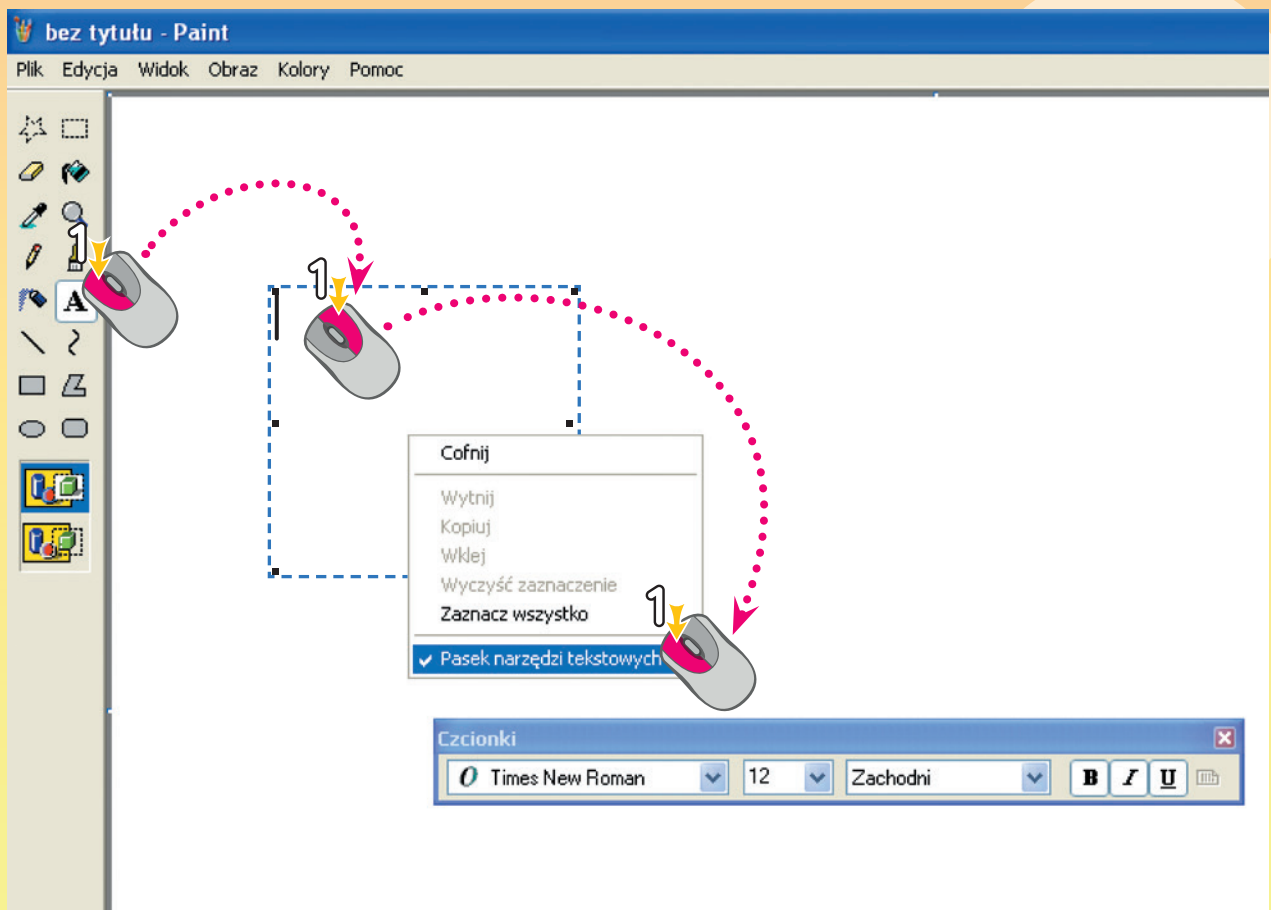 bez tytułu - Paint
Plik Edycja Widok Obraz Kolory Pomoc
1
A
1
Cofnij
Wytnij
Kopiuj
Wklej
Wyczyść zaznaczenie
Zaznacz wszystko
1
Pasek narzędzi tekstowych
Czcionki
O Times New Roman 12 Zachodni B I U